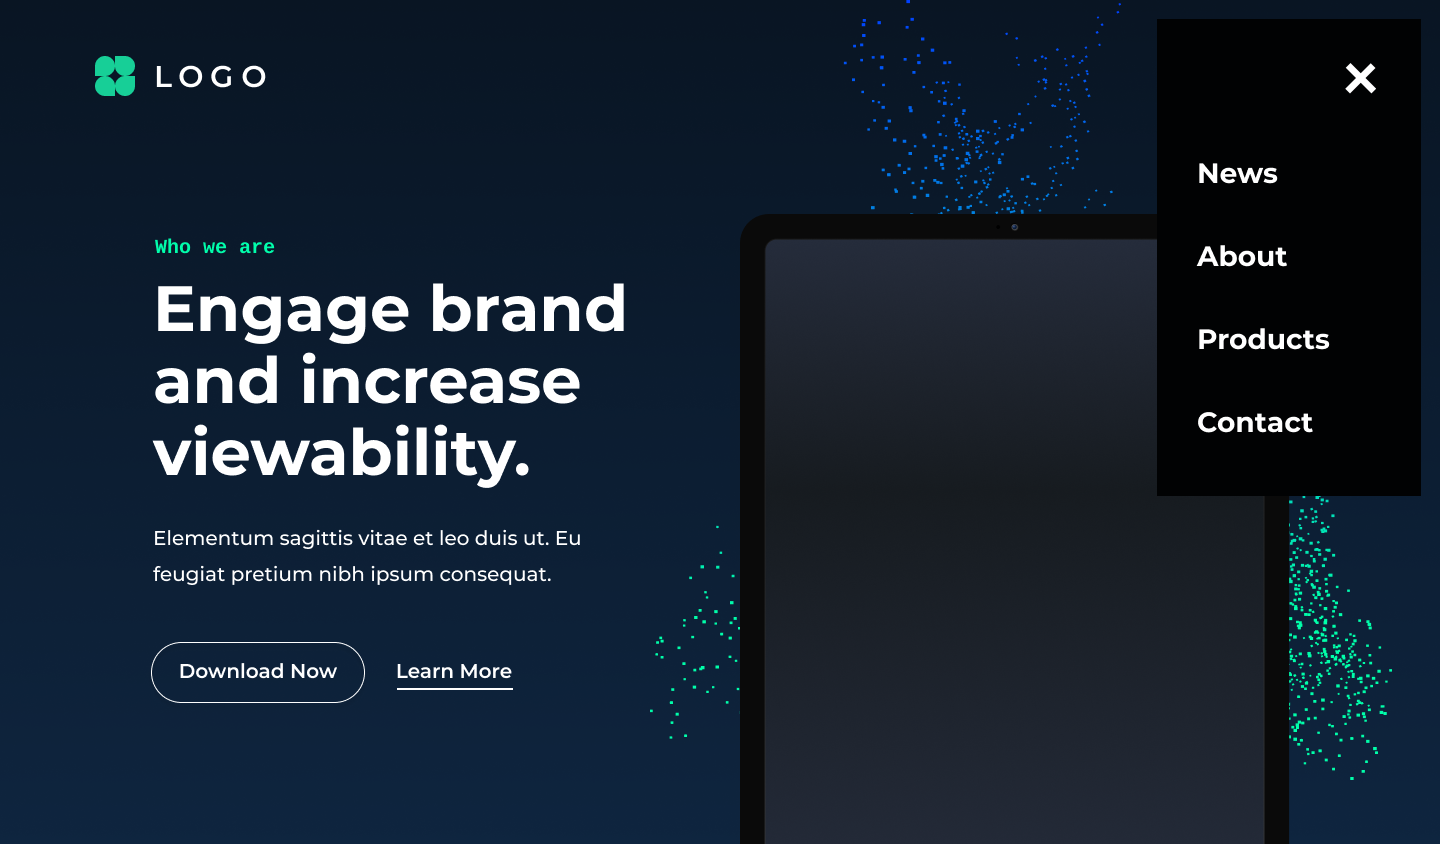 LOGO
News
About
Products
Contact
Who we are
Engage brand
and increase
viewability.
Elementum sagittis vitae et leo duis ut. Eu
feugiat pretium nibh ipsum consequat.
Download Now
Learn More